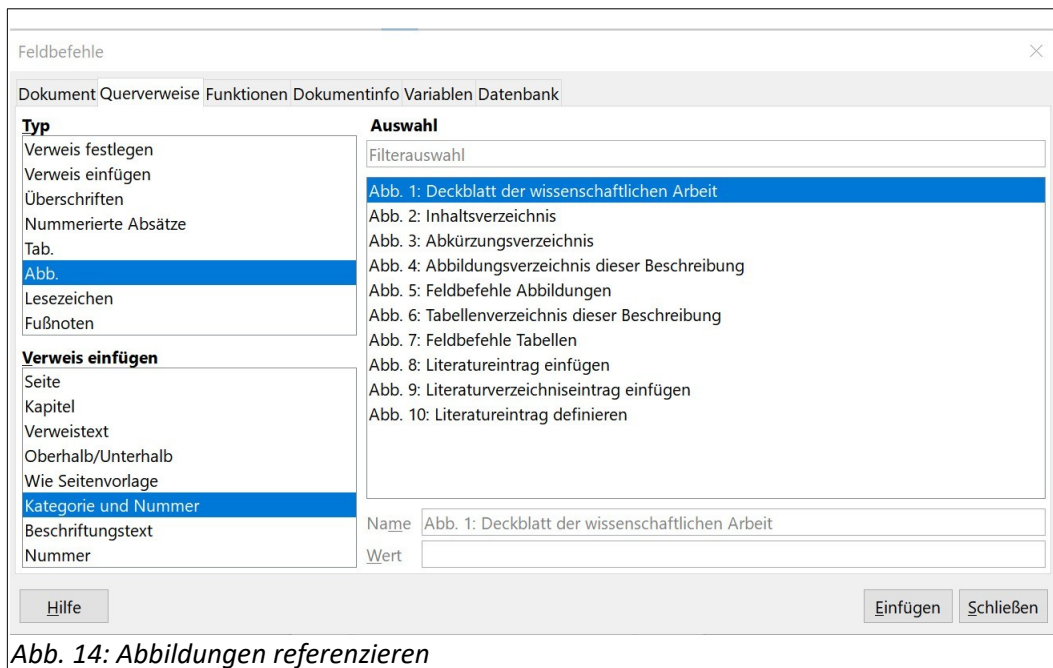 Feldbefehle
Dokument Querverweise Funktionen Dokumentinfo Variablen Datenbank
Typ
Verweis festlegen
Verweis einfügen
Überschriften
Nummerierte Absätze
Tab.
Abb.
Lesezeichen
Fußnoten
Verweis einfügen
Seite
Kapitel
Verweistext
Oberhalb/Unterhalb
Wie Seitenvorlage
Kategorie und Nummer
Beschriftungstext
Nummer
Auswahl
Filterauswahl
Abb. 1: Deckblatt der wissenschaftlichen Arbeit
Abb. 2: Inhaltsverzeichnis
Abb. 3: Abkürzungsverzeichnis
Abb. 4: Abbildungsverzeichnis dieser Beschreibung
Abb. 5: Feldbefehle Abbildungen
Abb. 6: Tabellenverzeichnis dieser Beschreibung
Abb. 7: Feldbefehle Tabellen
Abb. 8: Literatureintrag einfügen
Abb. 9: Literaturverzeichniseintrag einfügen
Abb. 10: Literatureintrag definieren
Name Abb. 1: Deckblatt der wissenschaftlichen Arbeit
Wert
Hilfe Einfügen Schließen
Abb. 14: Abbildungen referenzieren